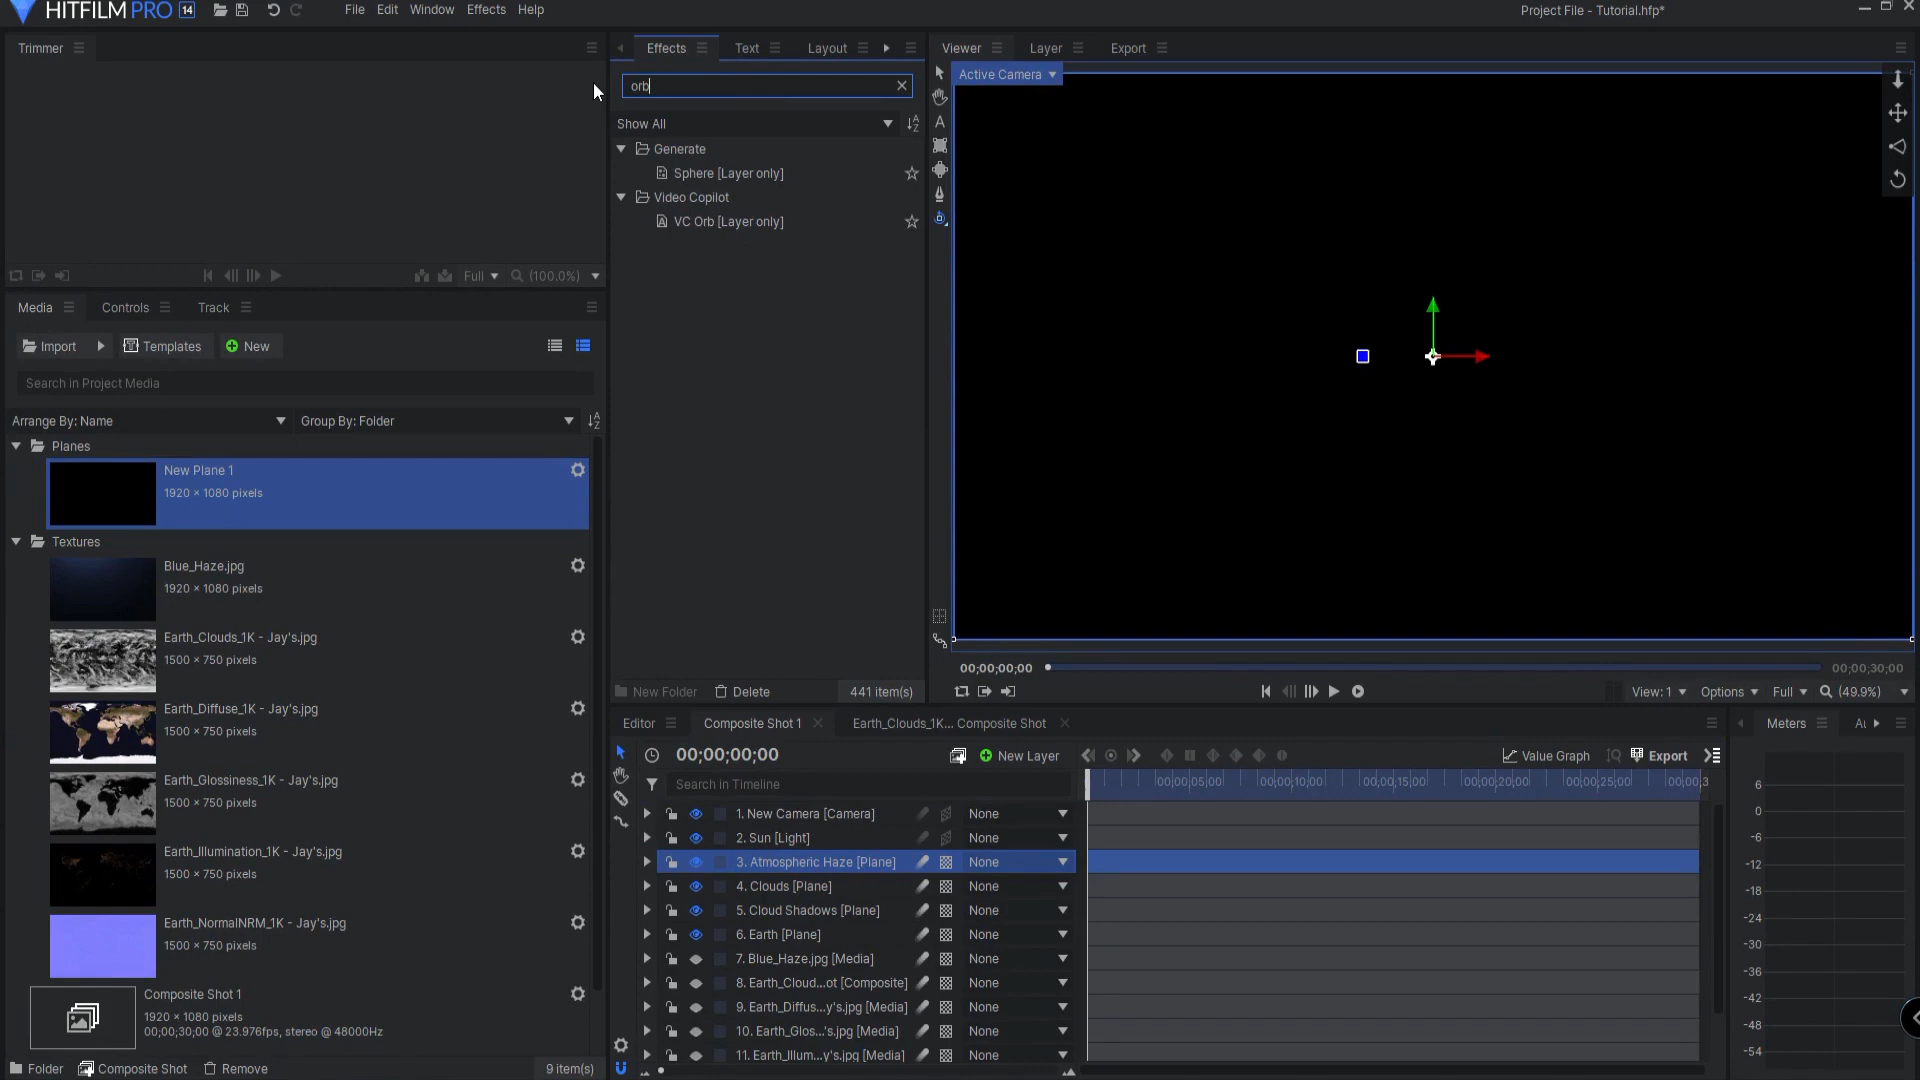 HITFILM PRO 14
File Edit Window Effects Help
Project File - Tutorial.hfp*
Trimmer
Full (100.0%)
Media Controls Track
Import Templates New
Search in Project Media
Arrange By: Name Group By: Folder
Planes
New Plane 1
1920 × 1080 pixels
Textures
Blue_Haze.jpg
1920 × 1080 pixels
Earth_Clouds_1K - Jay's.jpg
1500 × 750 pixels
Earth_Diffuse_1K - Jay's.jpg
1500 × 750 pixels
Earth_Glossiness_1K - Jay's.jpg
1500 × 750 pixels
Earth_Illumination_1K - Jay's.jpg
1500 × 750 pixels
Earth_NormalNRM_1K - Jay's.jpg
1500 × 750 pixels
Composite Shot 1
1920 × 1080 pixels
00;00;30;00 @ 23.976fps, stereo @ 48000Hz
Folder Composite Shot Remove 9 item(s)
Effects Text Layout
orb
Show All
Generate
Sphere [Layer only]
Video Copilot
VC Orb [Layer only]
New Folder Delete 441 item(s)
Viewer Layer Export
Active Camera
00;00;00;00 00;00;30;00
View: 1 Options Full (49.9%)
Editor Composite Shot 1 Earth_Clouds_1K... Composite Shot
00;00;00;00 New Layer Value Graph Export
Search in Timeline
00;00;05;00 00;00;10;00 00;00;15;00 00;00;20;00 00;00;25;00 00;00;3
1. New Camera [Camera] None
2. Sun [Light] None
3. Atmospheric Haze [Plane] None
4. Clouds [Plane] None
5. Cloud Shadows [Plane] None
6. Earth [Plane] None
7. Blue_Haze.jpg [Media] None
8. Earth_Cloud...ot [Composite] None
9. Earth_Diffus...y's.jpg [Media] None
10. Earth_Glos...'s.jpg [Media] None
11. Earth_Illum...y's.jpg [Media] None
Meters Au
6
0
-6
-12
-18
-24
-30
-36
-42
-48
-54